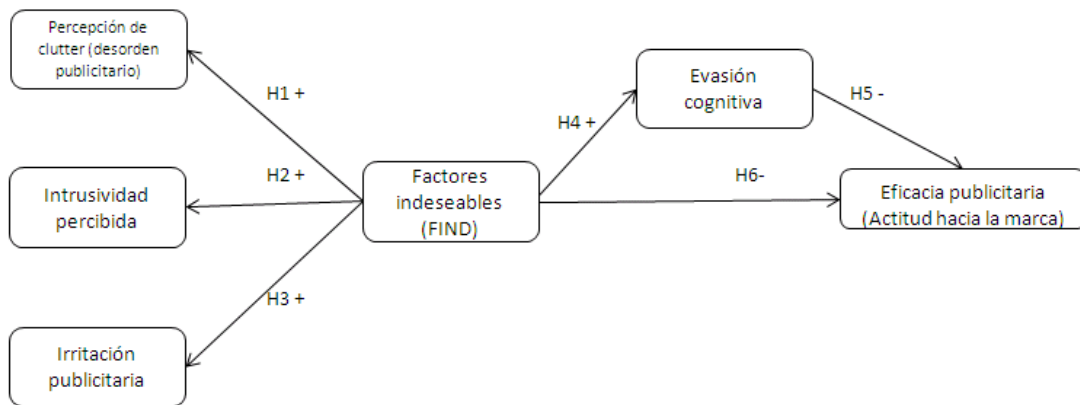 Percepción de
clutter (desorden
publicitario)
H1 +
Intrusividad
percibida
H2 +
Irritación
publicitaria
H3 +
Factores
indeseables
(FIND)
H4 +
Evasión
cognitiva
H5 -
H6-
Eficacia publicitaria
(Actitud hacia la marca)